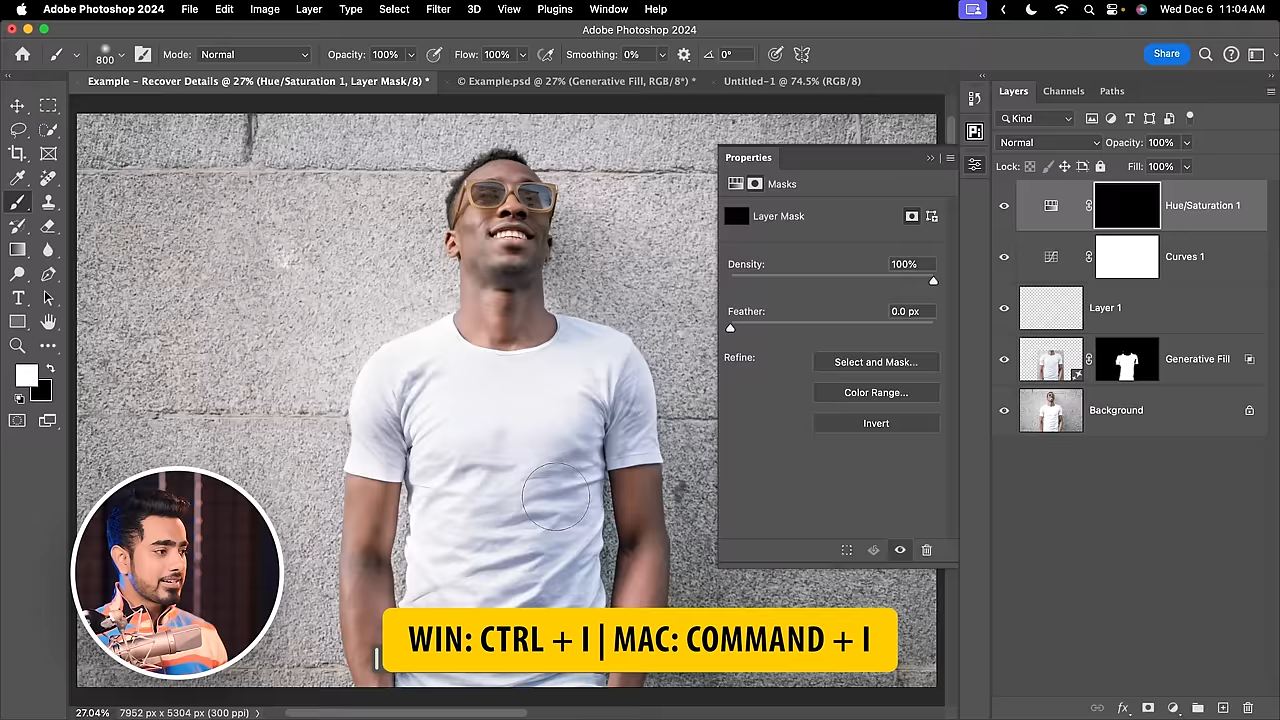 Adobe Photoshop 2024 File Edit Image Layer Type Select Filter 3D View Plugins Window Help Wed Dec 6 11:04 AM
Adobe Photoshop 2024
800 Mode: Normal Opacity: 100% Flow: 100% Smoothing: 0% 0° Share
Example – Recover Details @ 27% (Hue/Saturation 1, Layer Mask/8) * © Example.psd @ 27% (Generative Fill, RGB/8*) * Untitled-1 @ 74.5% (RGB/8)
Properties
Masks
Layer Mask
Density: 100%
Feather: 0.0 px
Refine: Select and Mask...
Color Range...
Invert
Layers Channels Paths
Kind
Normal Opacity: 100%
Lock: Fill: 100%
Hue/Saturation 1
Curves 1
Layer 1
Generative Fill
Background
WIN: CTRL + I | MAC: COMMAND + I
27.04% 7952 px x 5304 px (300 ppi)